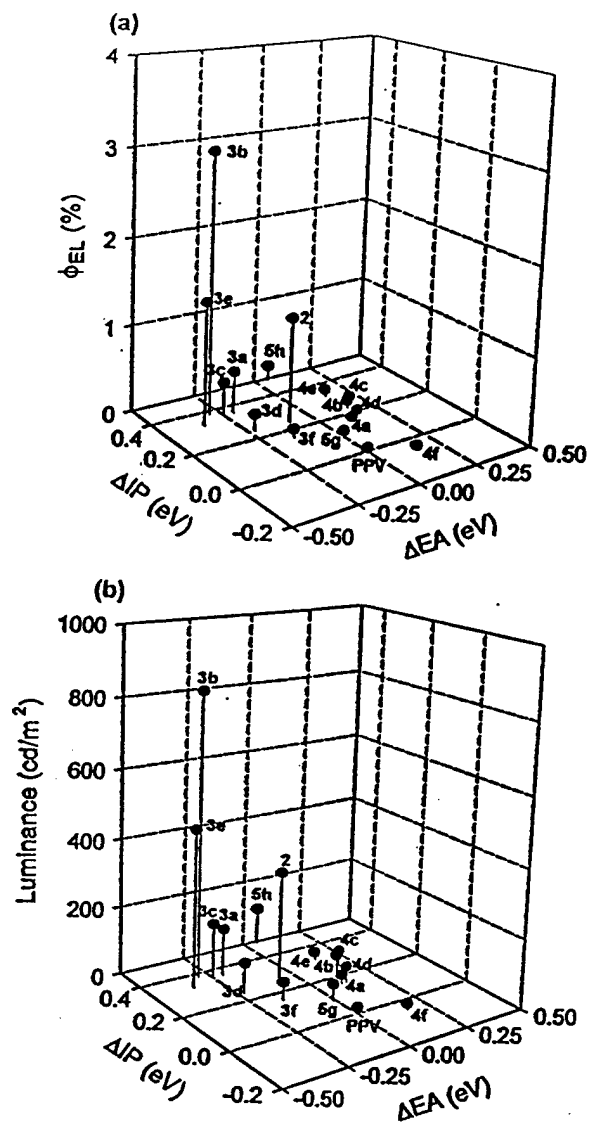 (a)
4
3
2
1
0
ϕEL (%)
3b
3e
2
3a
5h
3c
4e
4c
4b
4d
3d
4a
3f
5g
PPV
4f
0.4
0.2
0.0
-0.2
ΔIP (eV)
-0.50
-0.25
0.00
0.25
0.50
ΔEA (eV)
(b)
1000
800
600
400
200
0
Luminance (cd/m²)
3b
3e
2
5h
3c
3a
4c
4e
4b
4d
4a
3d
3f
5g
PPV
4f
0.4
0.2
0.0
-0.2
ΔIP (eV)
-0.50
-0.25
0.00
0.25
0.50
ΔEA (eV)